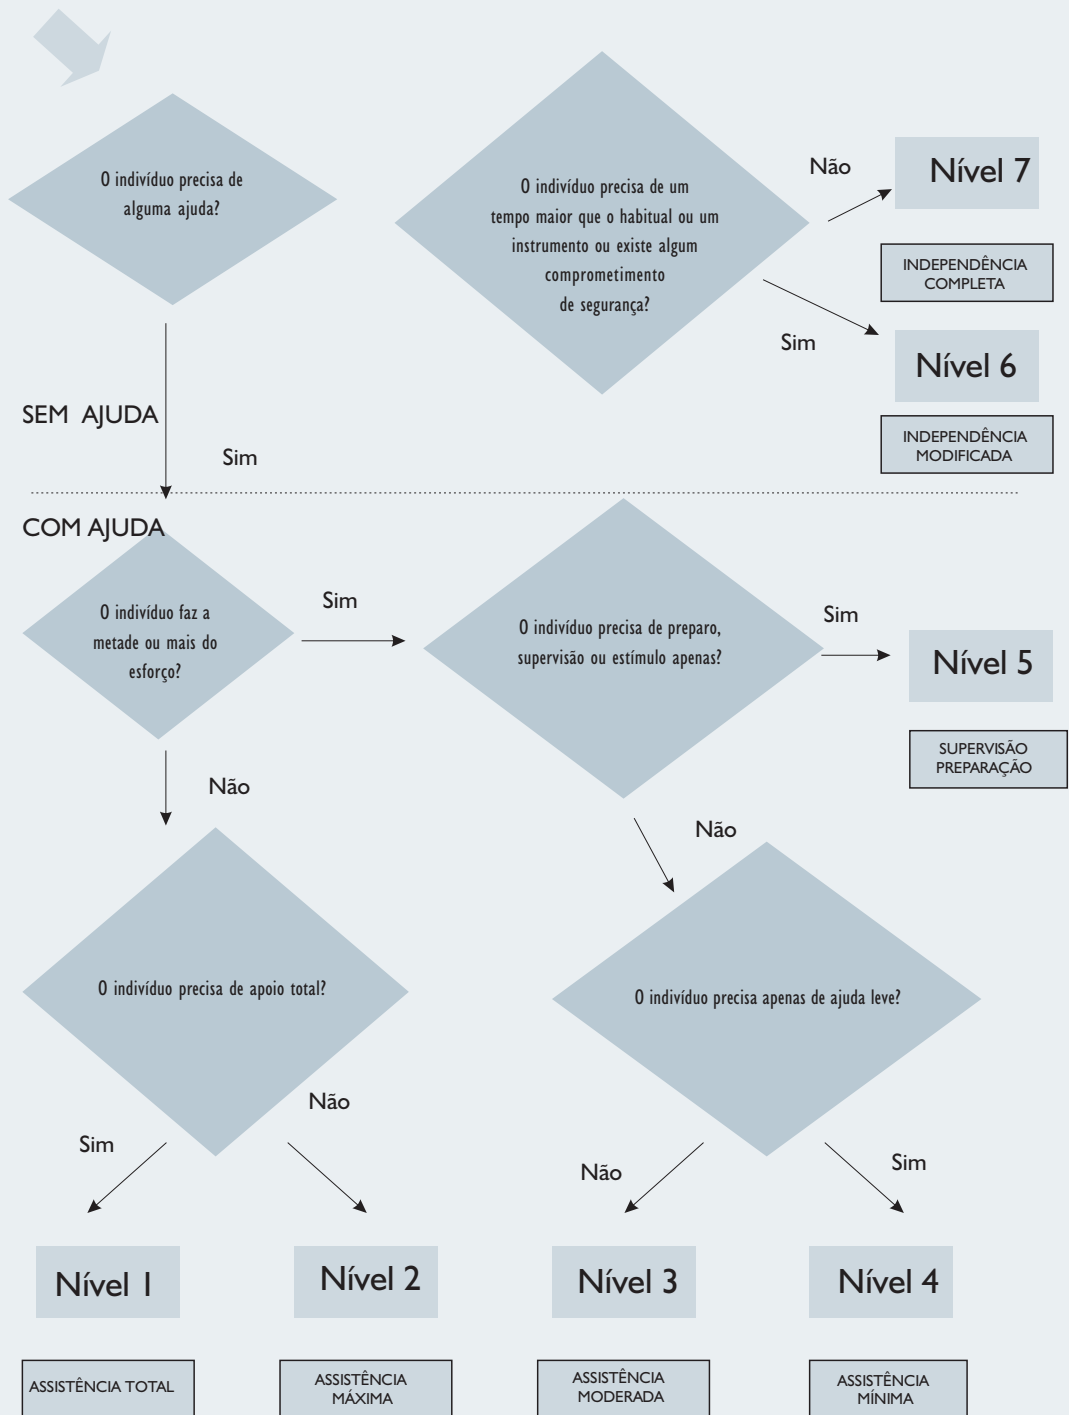 O indivíduo precisa de
alguma ajuda?
O indivíduo precisa de um
tempo maior que o habitual ou um
instrumento ou existe algum
comprometimento
de segurança?
Não
Nível 7
INDEPENDÊNCIA
COMPLETA
Sim
Nível 6
INDEPENDÊNCIA
MODIFICADA
SEM AJUDA
Sim
COM AJUDA
O indivíduo faz a
metade ou mais do
esforço?
Sim
O indivíduo precisa de preparo,
supervisão ou estímulo apenas?
Sim
Nível 5
SUPERVISÃO
PREPARAÇÃO
Não
Não
O indivíduo precisa de apoio total?
O indivíduo precisa apenas de ajuda leve?
Sim
Não
Não
Sim
Nível 1
Nível 2
Nível 3
Nível 4
ASSISTÊNCIA TOTAL
ASSISTÊNCIA
MÁXIMA
ASSISTÊNCIA
MODERADA
ASSISTÊNCIA
MÍNIMA